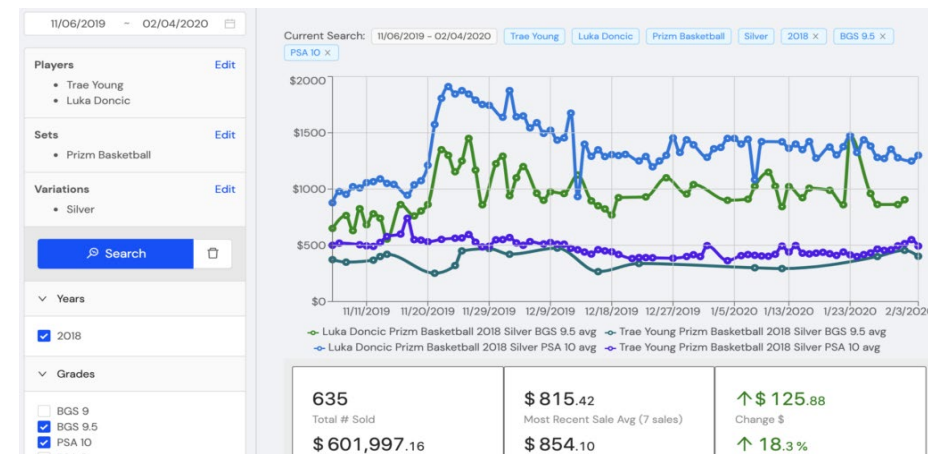 11/06/2019 - 02/04/2020
Players Edit
• Trae Young
• Luka Doncic
Sets Edit
• Prizm Basketball
Variations Edit
• Silver
Search
Years
2018
Grades
BGS 9
BGS 9.5
PSA 10
Current Search: 11/06/2019 - 02/04/2020 Trae Young Luka Doncic Prizm Basketball Silver 2018 × BGS 9.5 ×
PSA 10 ×
$2000
$1500
$1000
$500
$0
11/11/2019 11/20/2019 11/29/2019 12/9/2019 12/18/2019 12/27/2019 1/5/2020 1/13/2020 1/23/2020 2/3/2020
Luka Doncic Prizm Basketball 2018 Silver BGS 9.5 avg Trae Young Prizm Basketball 2018 Silver BGS 9.5 avg
Luka Doncic Prizm Basketball 2018 Silver PSA 10 avg Trae Young Prizm Basketball 2018 Silver PSA 10 avg
635
Total # Sold
$601,997.16
$815.42
Most Recent Sale Avg (7 sales)
$854.10
↑$125.88
Change $
↑18.3%